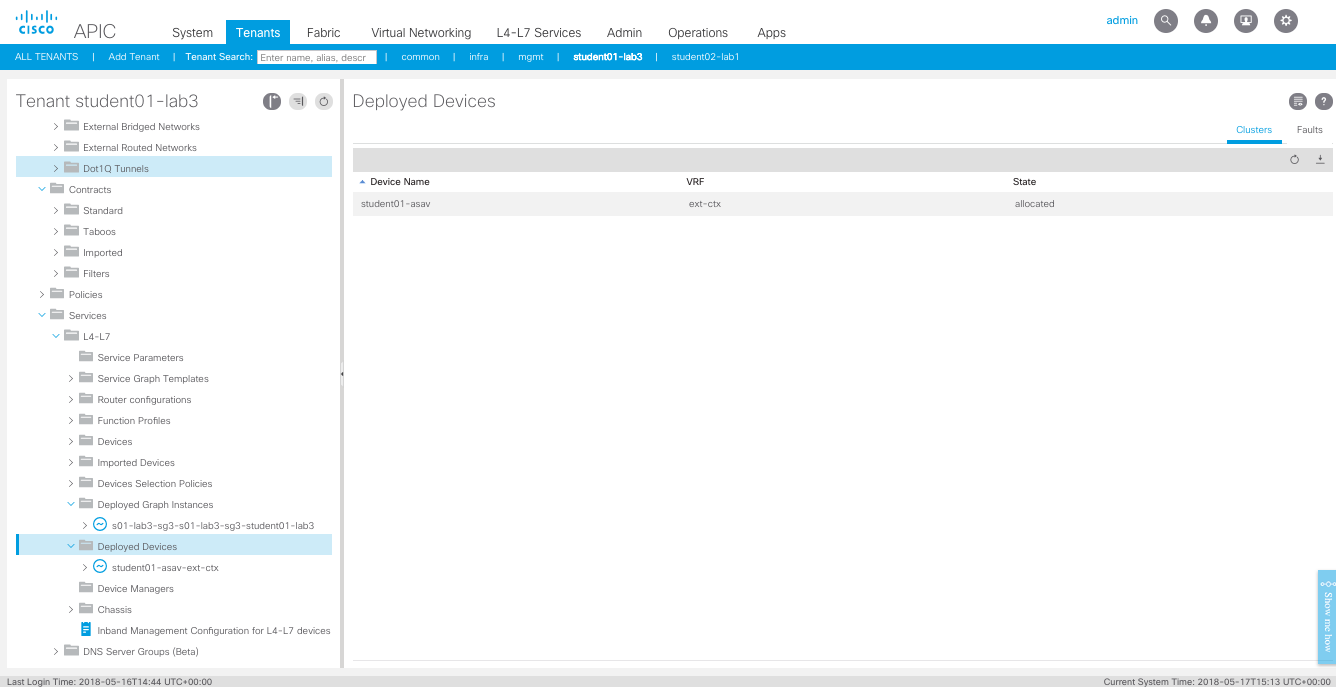 CISCO APIC
System Tenants Fabric Virtual Networking L4-L7 Services Admin Operations Apps
admin
ALL TENANTS | Add Tenant | Tenant Search: Enter name, alias, descr | common | infra | mgmt | student01-lab3 | student02-lab1
Tenant student01-lab3
External Bridged Networks
External Routed Networks
Dot1Q Tunnels
Contracts
Standard
Taboos
Imported
Filters
Policies
Services
L4-L7
Service Parameters
Service Graph Templates
Router configurations
Function Profiles
Devices
Imported Devices
Devices Selection Policies
Deployed Graph Instances
s01-lab3-sg3-s01-lab3-sg3-student01-lab3
Deployed Devices
student01-asav-ext-ctx
Device Managers
Chassis
Inband Management Configuration for L4-L7 devices
DNS Server Groups (Beta)
Deployed Devices
?
Clusters Faults
Device Name VRF State
student01-asav ext-ctx allocated
Show me how
Last Login Time: 2018-05-16T14:44 UTC+00:00
Current System Time: 2018-05-17T15:13 UTC+00:00